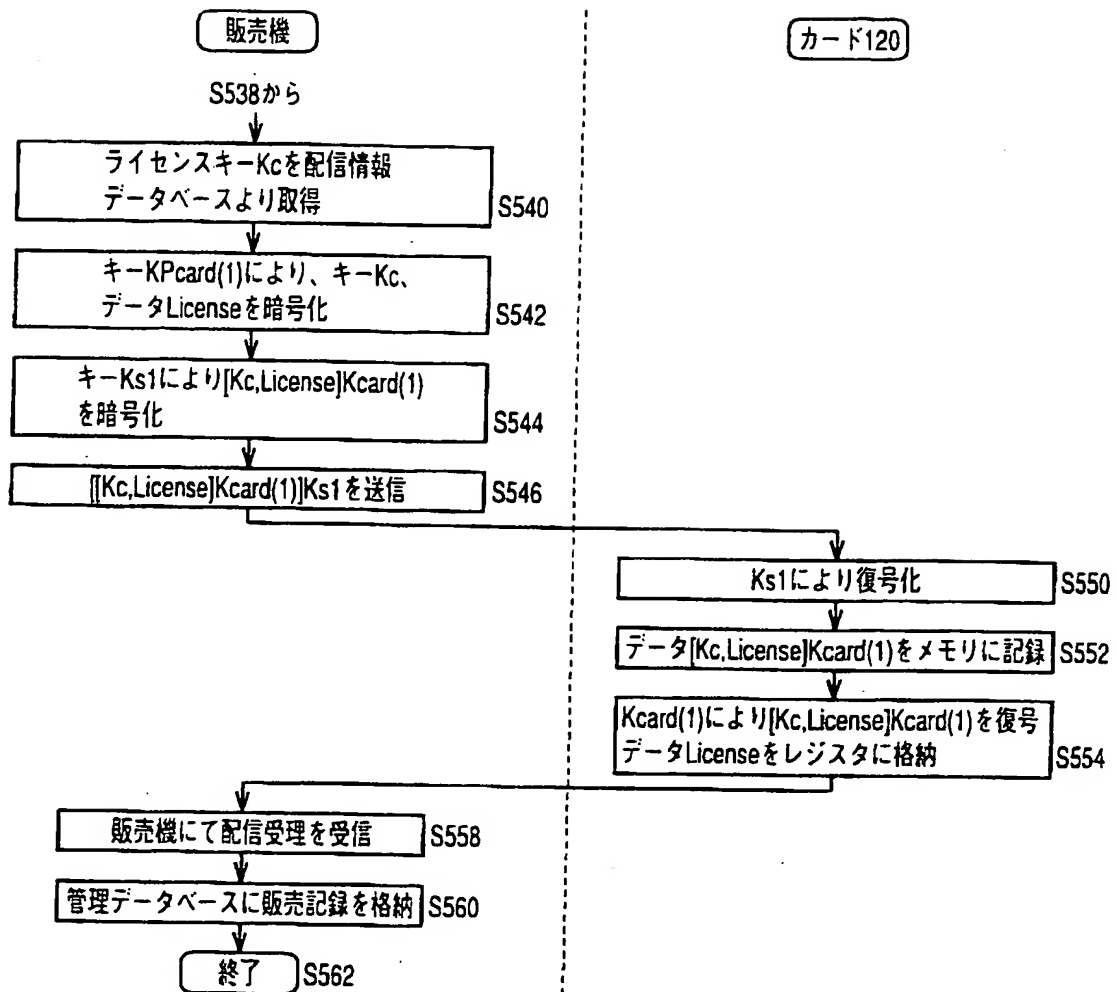 販売機
カード120
S538から
ライセンスキーKcを配信情報
データベースより取得
S540
キーKPcard(1)により、キーKc、
データLicenseを暗号化
S542
キーKs1により[Kc,License]Kcard(1)
を暗号化
S544
[[Kc,License]Kcard(1)]Ks1を送信
S546
Ks1により復号化
S550
データ[Kc,License]Kcard(1)をメモリに記録
S552
Kcard(1)により[Kc,License]Kcard(1)を復号
データLicenseをレジスタに格納
S554
販売機にて配信受理を受信
S558
管理データベースに販売記録を格納
S560
終了
S562